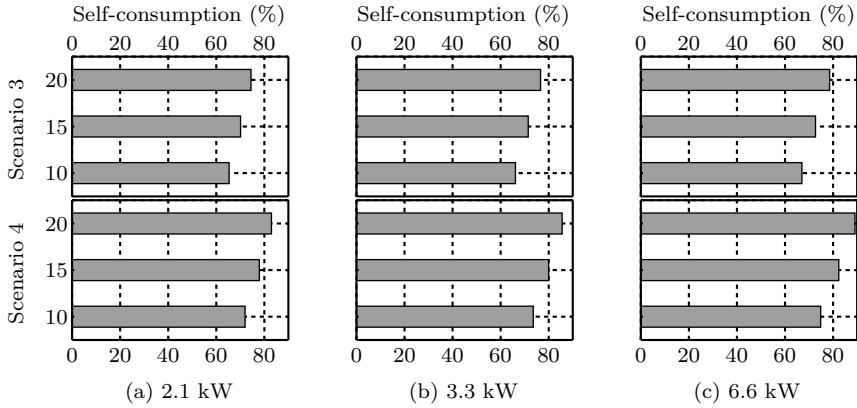 Self-consumption (%) Self-consumption (%) Self-consumption (%)
0 20 40 60 80 0 20 40 60 80 0 20 40 60 80
Scenario 3
20
15
10
Scenario 4
20
15
10
0 20 40 60 80 0 20 40 60 80 0 20 40 60 80
(a) 2.1 kW (b) 3.3 kW (c) 6.6 kW